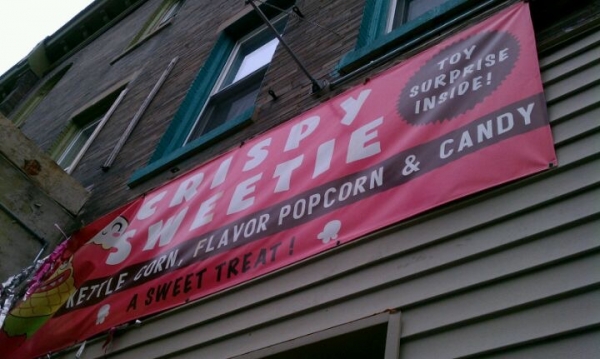 CRISPY
SWEETIE
TOY
SURPRISE
INSIDE!
KETTLE CORN, FLAVOR POPCORN & CANDY
A SWEET TREAT!